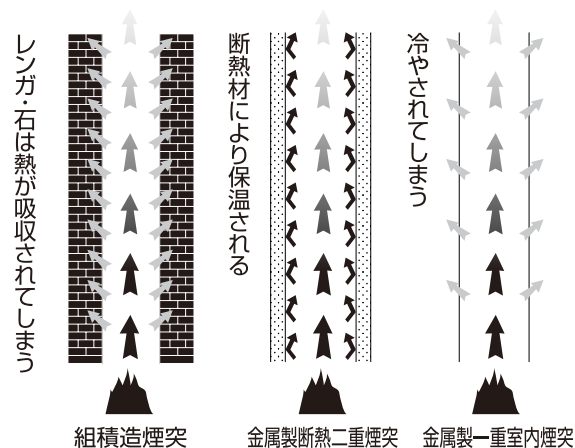 レンガ・石は熱が吸収されてしまう
断熱材により保温される
冷やされてしまう
組積造煙突
金属製断熱二重煙突
金属製一重室内煙突